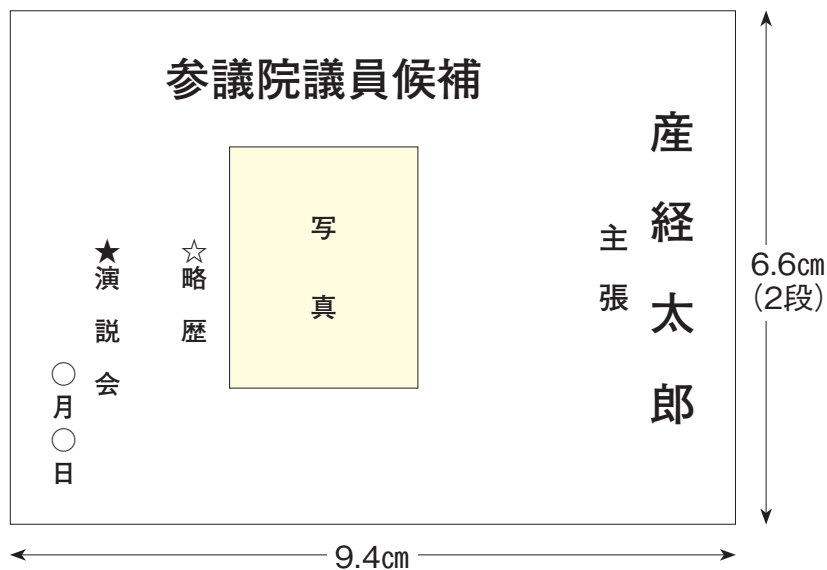 参議院議員候補
産経太郎
主張
写真
☆略歴
★演説会
○月○日
6.6㎝
(2段)
9.4㎝